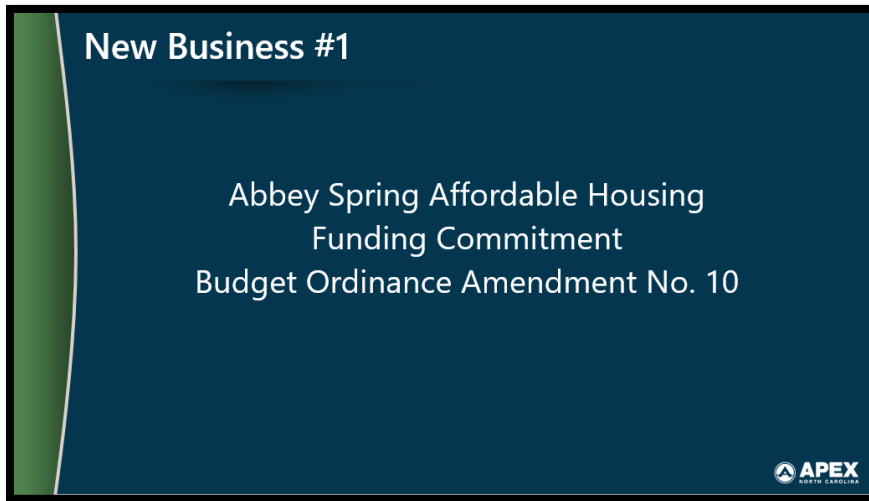 New Business #1
Abbey Spring Affordable Housing
Funding Commitment
Budget Ordinance Amendment No. 10
APEX
NORTH CAROLINA